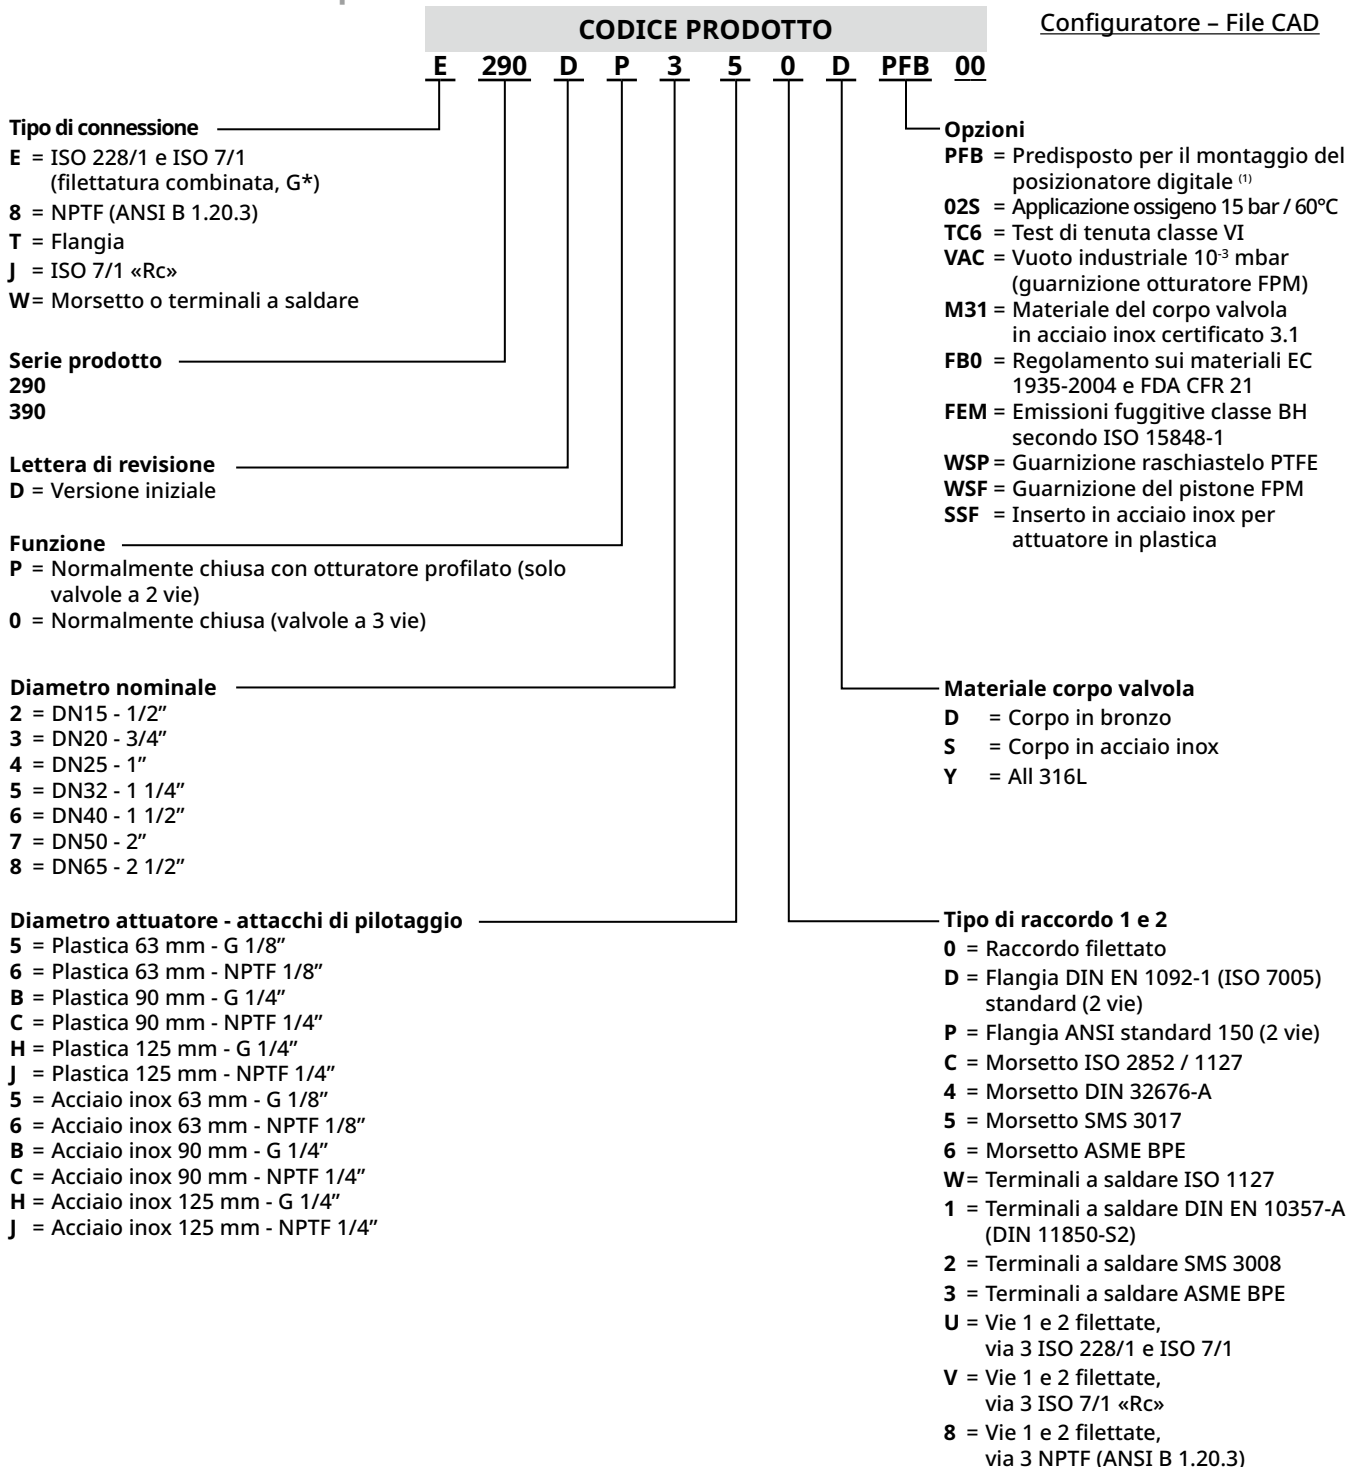 CODICE PRODOTTO
Configuratore – File CAD
E 290 D P 3 5 0 D PFB 00
Tipo di connessione
E = ISO 228/1 e ISO 7/1
(filettatura combinata, G*)
8 = NPTF (ANSI B 1.20.3)
T = Flangia
J = ISO 7/1 «Rc»
W= Morsetto o terminali a saldare
Serie prodotto
290
390
Lettera di revisione
D = Versione iniziale
Funzione
P = Normalmente chiusa con otturatore profilato (solo
valvole a 2 vie)
0 = Normalmente chiusa (valvole a 3 vie)
Diametro nominale
2 = DN15 - 1/2”
3 = DN20 - 3/4”
4 = DN25 - 1”
5 = DN32 - 1 1/4”
6 = DN40 - 1 1/2”
7 = DN50 - 2”
8 = DN65 - 2 1/2”
Diametro attuatore - attacchi di pilotaggio
5 = Plastica 63 mm - G 1/8”
6 = Plastica 63 mm - NPTF 1/8”
B = Plastica 90 mm - G 1/4”
C = Plastica 90 mm - NPTF 1/4”
H = Plastica 125 mm - G 1/4”
J = Plastica 125 mm - NPTF 1/4”
5 = Acciaio inox 63 mm - G 1/8”
6 = Acciaio inox 63 mm - NPTF 1/8”
B = Acciaio inox 90 mm - G 1/4”
C = Acciaio inox 90 mm - NPTF 1/4”
H = Acciaio inox 125 mm - G 1/4”
J = Acciaio inox 125 mm - NPTF 1/4”
Opzioni
PFB = Predisposto per il montaggio del
posizionatore digitale (1)
02S = Applicazione ossigeno 15 bar / 60°C
TC6 = Test di tenuta classe VI
VAC = Vuoto industriale 10-3 mbar
(guarnizione otturatore FPM)
M31 = Materiale del corpo valvola
in acciaio inox certificato 3.1
FB0 = Regolamento sui materiali EC
1935-2004 e FDA CFR 21
FEM = Emissioni fuggitive classe BH
secondo ISO 15848-1
WSP = Guarnizione raschiastelo PTFE
WSF = Guarnizione del pistone FPM
SSF = Inserto in acciaio inox per
attuatore in plastica
Materiale corpo valvola
D = Corpo in bronzo
S = Corpo in acciaio inox
Y = All 316L
Tipo di raccordo 1 e 2
0 = Raccordo filettato
D = Flangia DIN EN 1092-1 (ISO 7005)
standard (2 vie)
P = Flangia ANSI standard 150 (2 vie)
C = Morsetto ISO 2852 / 1127
4 = Morsetto DIN 32676-A
5 = Morsetto SMS 3017
6 = Morsetto ASME BPE
W= Terminali a saldare ISO 1127
1 = Terminali a saldare DIN EN 10357-A
(DIN 11850-S2)
2 = Terminali a saldare SMS 3008
3 = Terminali a saldare ASME BPE
U = Vie 1 e 2 filettate,
via 3 ISO 228/1 e ISO 7/1
V = Vie 1 e 2 filettate,
via 3 ISO 7/1 «Rc»
8 = Vie 1 e 2 filettate,
via 3 NPTF (ANSI B 1.20.3)